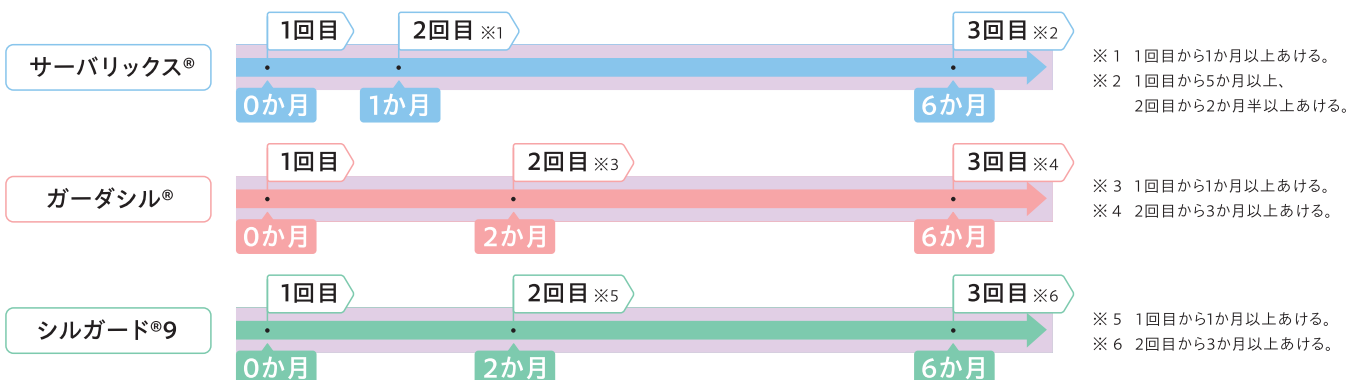 1回目
2回目 ※1
3回目 ※2
サーバリックス®
0か月
1か月
6か月
※1 1回目から1か月以上あける。
※2 1回目から5か月以上、
2回目から2か月半以上あける。
1回目
2回目 ※3
3回目 ※4
ガーダシル®
0か月
2か月
6か月
※3 1回目から1か月以上あける。
※4 2回目から3か月以上あける。
1回目
2回目 ※5
3回目 ※6
シルガード®9
0か月
2か月
6か月
※5 1回目から1か月以上あける。
※6 2回目から3か月以上あける。